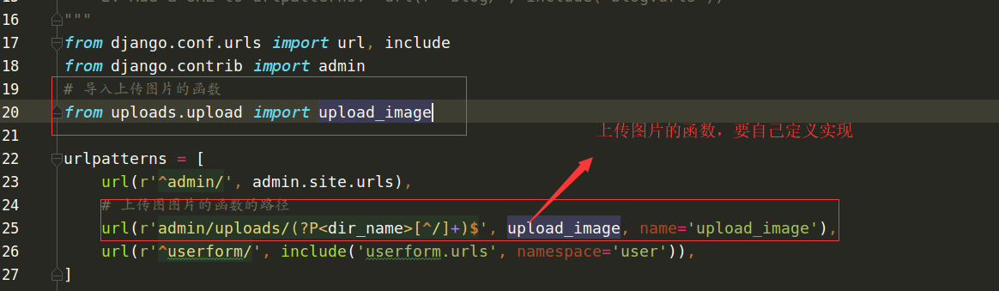 16 """
17 from django.conf.urls import url, include
18 from django.contrib import admin
19 # 导入上传图片的函数
20 from uploads.upload import upload_image
21
上传图片的函数，要自己定义实现
22 urlpatterns = [
23 url(r'^admin/', admin.site.urls),
24 # 上传图图片的函数的路径
25 url(r'admin/uploads/(?P<dir_name>[^/]+)$', upload_image, name='upload_image'),
26 url(r'^userform/', include('userform.urls', namespace='user')),
27 ]